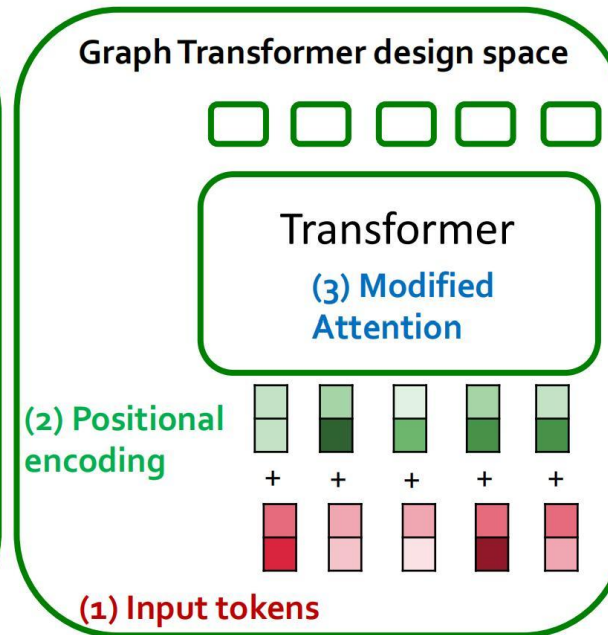 Graph Transformer design space
Transformer
(3) Modified
Attention
(2) Positional
encoding
+ + + + +
(1) Input tokens